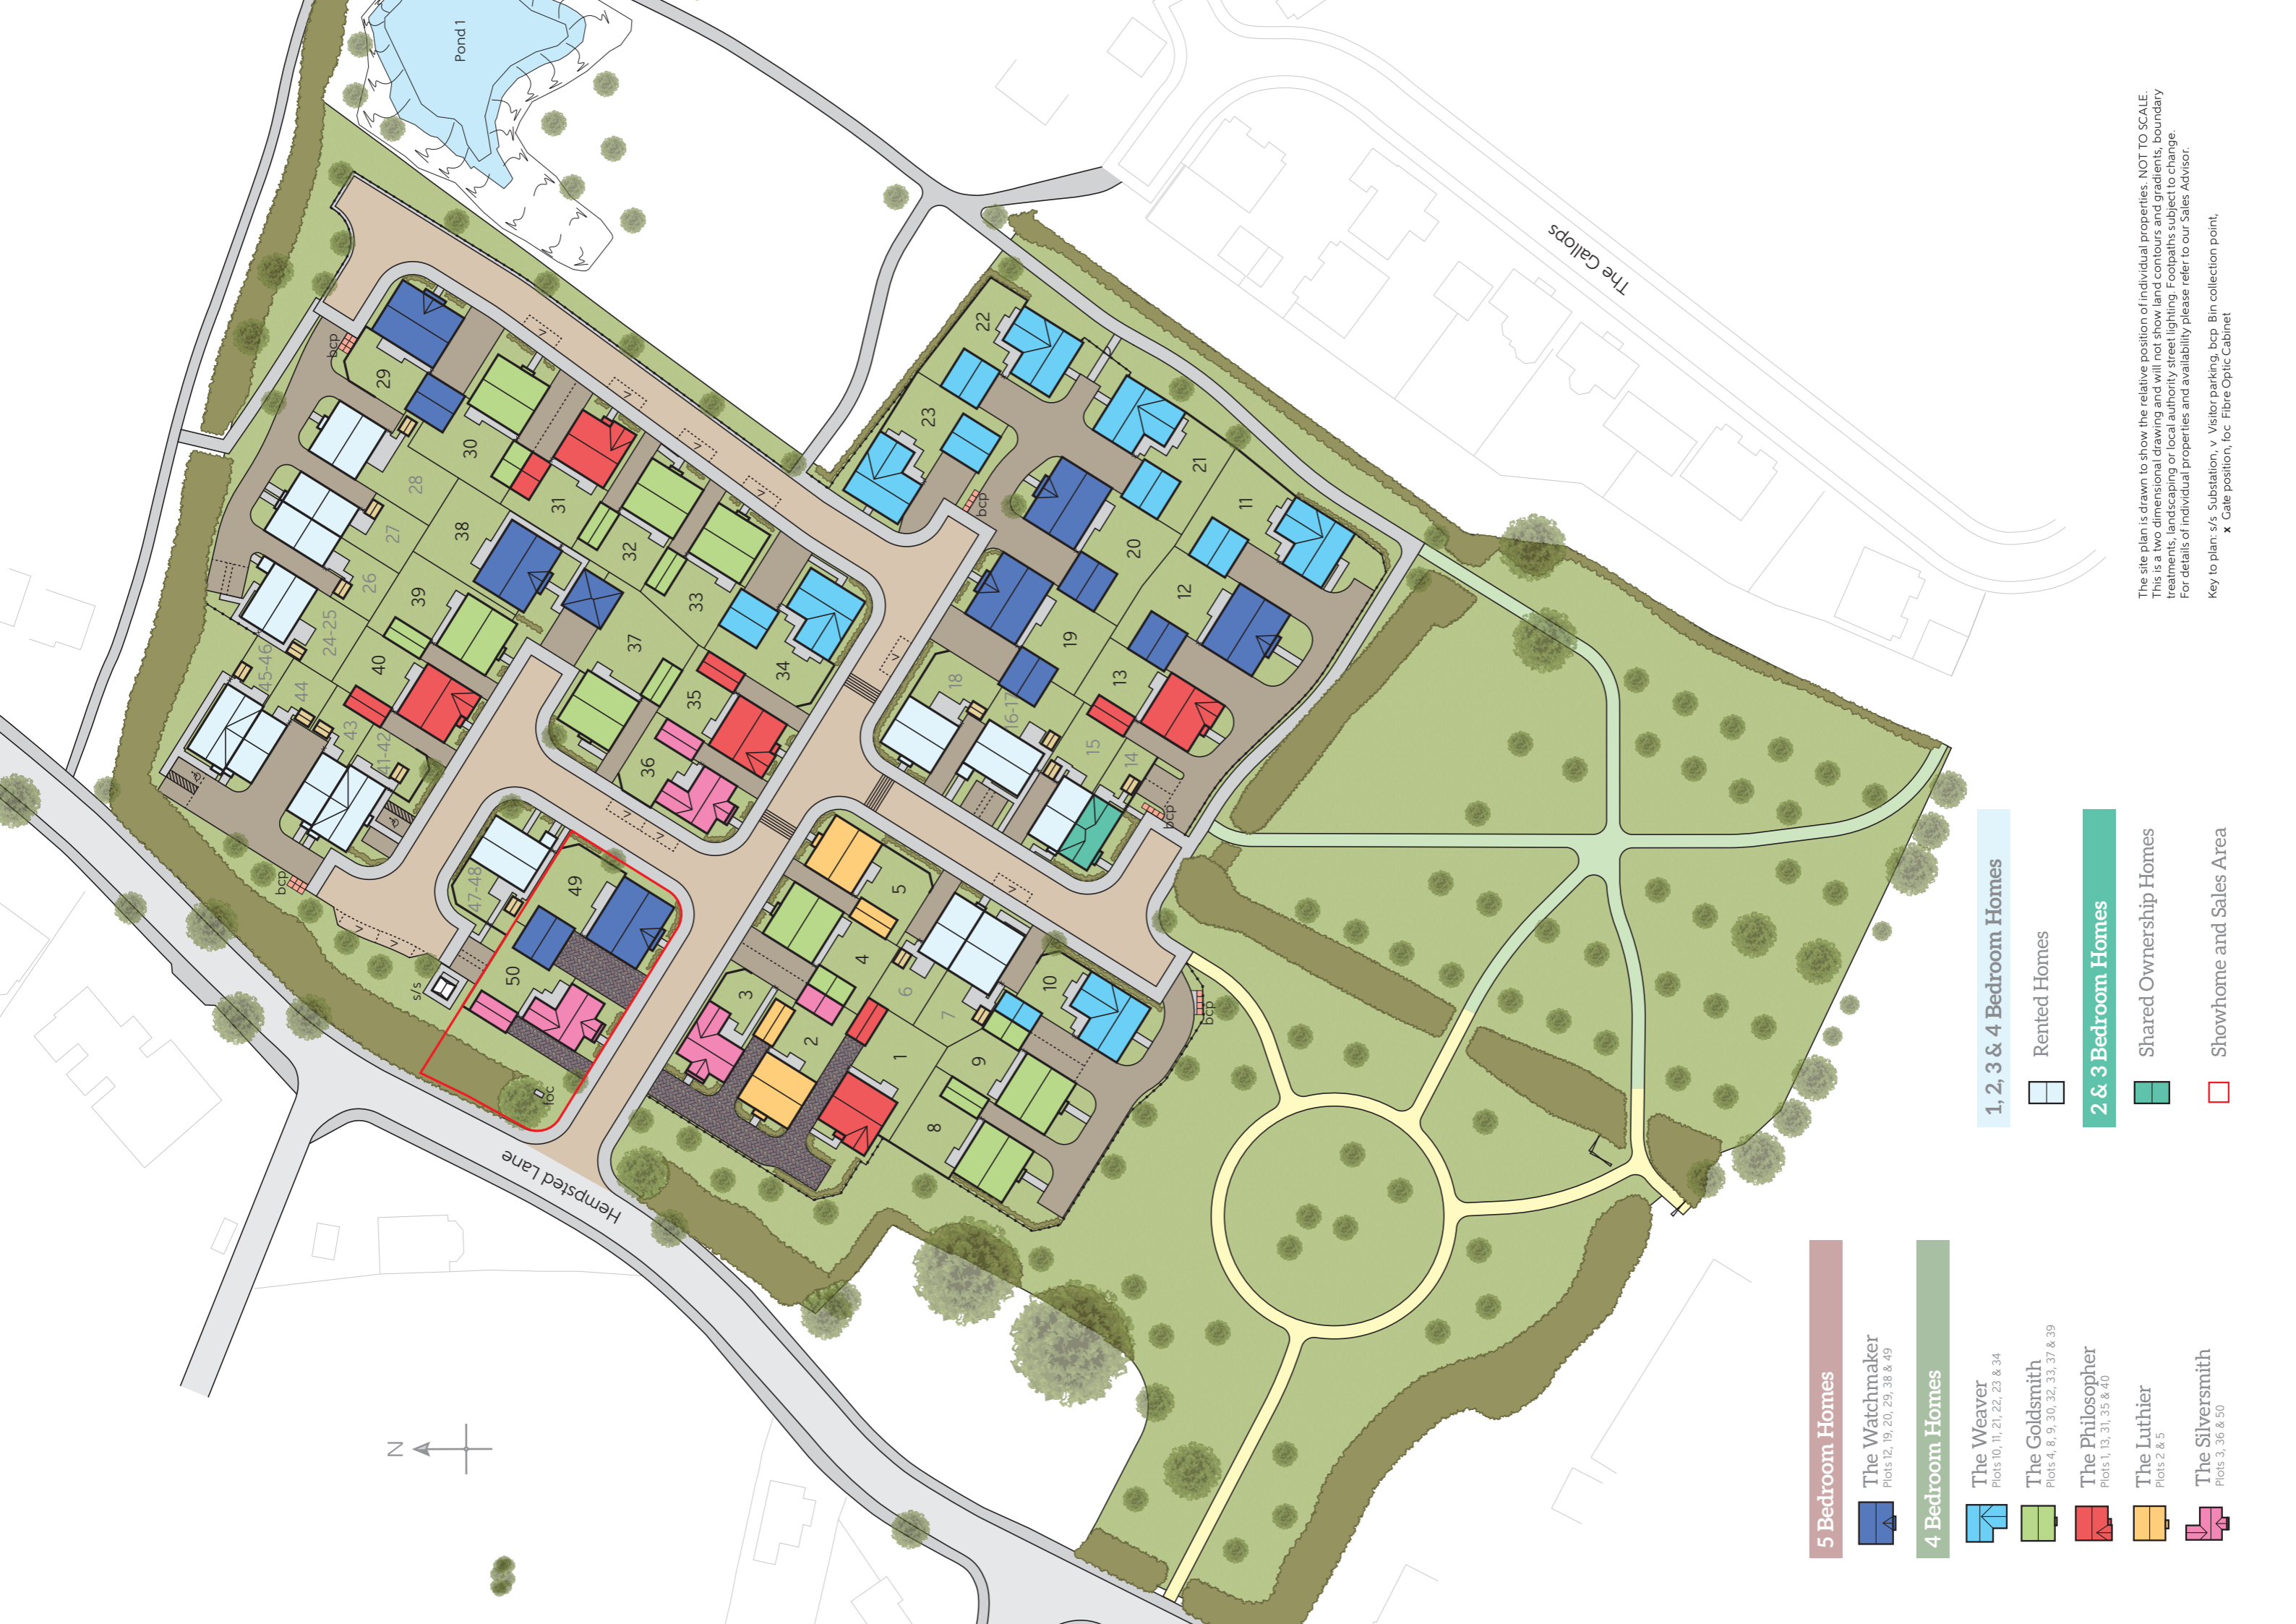 Pond 1
The Gallops
Hempsted Lane
N
bcp
29
28
30
27
38
31
26
39
32
24-25
40
33
45-46
44
43
41-42
37
35
34
36
47-48
49
50
s/s
foc
bcp
22
23
bcp
21
11
20
12
19
13
18
16-17
15
14
bcp
5
4
3
6
2
7
1
10
9
8
bcp
v
5 Bedroom Homes
The Watchmaker
Plots 12, 19, 20, 29, 38 & 49
4 Bedroom Homes
The Weaver
Plots 10, 11, 21, 22, 23 & 34
The Goldsmith
Plots 4, 8, 9, 30, 32, 33, 37 & 39
The Philosopher
Plots 1, 13, 31, 35 & 40
The Luthier
Plots 2 & 5
The Silversmith
Plots 3, 36 & 50
1, 2, 3 & 4 Bedroom Homes
Rented Homes
2 & 3 Bedroom Homes
Shared Ownership Homes
Showhome and Sales Area
The site plan is drawn to show the relative position of individual properties. NOT TO SCALE.
This is a two dimensional drawing and will not show land contours and gradients, boundary
treatments, landscaping or local authority street lighting. Footpaths subject to change.
For details of individual properties and availability please refer to our Sales Advisor.
Key to plan: s/s Substation, v Visitor parking, bcp Bin collection point,
x Gate position, foc Fibre Optic Cabinet